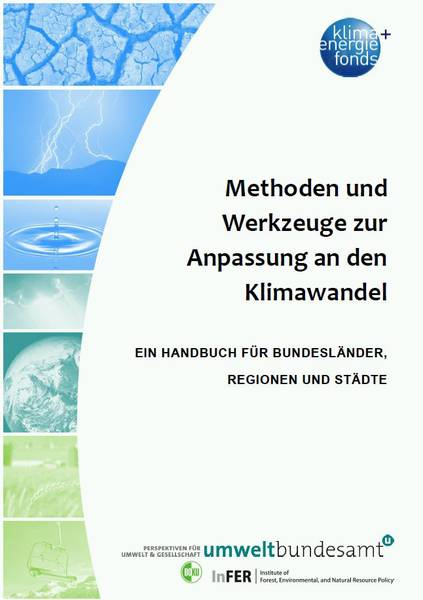 klima+
energie
fonds
Methoden und
Werkzeuge zur
Anpassung an den
Klimawandel
EIN HANDBUCH FÜR BUNDESLÄNDER,
REGIONEN UND STÄDTE
PERSPEKTIVEN FÜR
UMWELT & GESELLSCHAFT
umweltbundesamt u
BOKU
InFER
Institute of
Forest, Environmental, and Natural Resource Policy